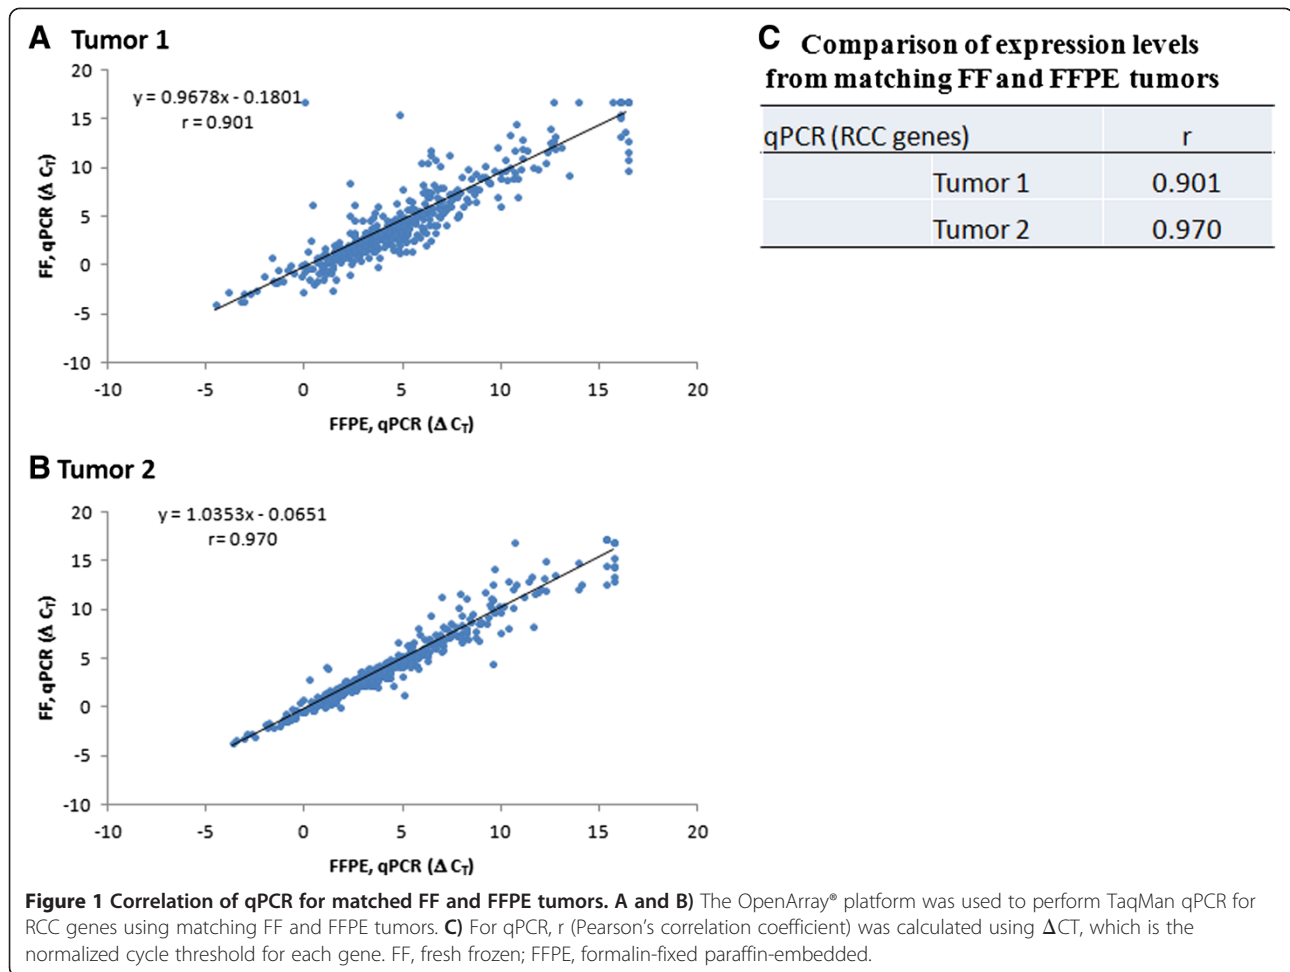 A Tumor 1
y = 0.9678x - 0.1801
r = 0.901
20
15
10
5
0
-5
-10
FF, qPCR (Δ CT)
-10 -5 0 5 10 15 20
FFPE, qPCR (Δ CT)
B Tumor 2
y = 1.0353x - 0.0651
r= 0.970
20
15
10
5
0
-5
-10
FF, qPCR (Δ CT)
-10 -5 0 5 10 15 20
FFPE, qPCR (Δ CT)
C Comparison of expression levels
from matching FF and FFPE tumors
qPCR (RCC genes) r
Tumor 1 0.901
Tumor 2 0.970
Figure 1 Correlation of qPCR for matched FF and FFPE tumors. A and B) The OpenArray® platform was used to perform TaqMan qPCR for
RCC genes using matching FF and FFPE tumors. C) For qPCR, r (Pearson's correlation coefficient) was calculated using ΔCT, which is the
normalized cycle threshold for each gene. FF, fresh frozen; FFPE, formalin-fixed paraffin-embedded.